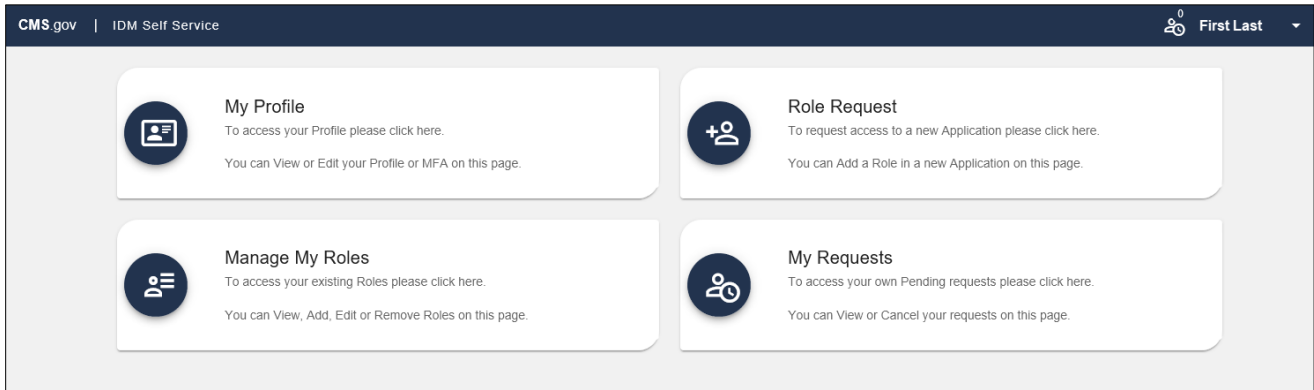 CMS.gov | IDM Self Service
0
First Last
My Profile
To access your Profile please click here.
You can View or Edit your Profile or MFA on this page.
Role Request
To request access to a new Application please click here.
You can Add a Role in a new Application on this page.
Manage My Roles
To access your existing Roles please click here.
You can View, Add, Edit or Remove Roles on this page.
My Requests
To access your own Pending requests please click here.
You can View or Cancel your requests on this page.